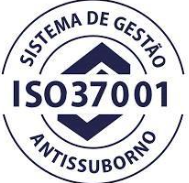 SISTEMA DE GESTÃO
ISO37001
ANTISSUBORNO